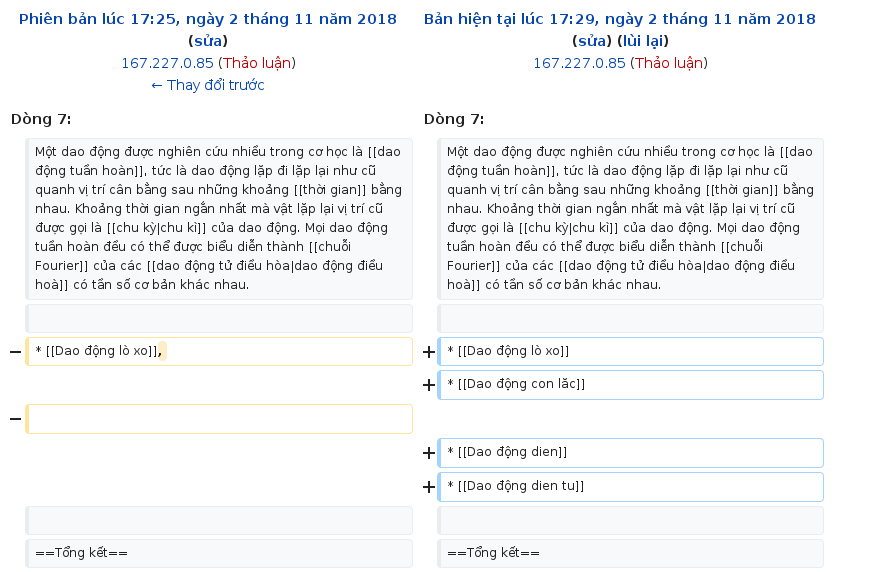 Phiên bản lúc 17:25, ngày 2 tháng 11 năm 2018
(sửa)
167.227.0.85 (Thảo luận)
← Thay đổi trước
Bản hiện tại lúc 17:29, ngày 2 tháng 11 năm 2018
(sửa) (lùi lại)
167.227.0.85 (Thảo luận)
Dòng 7:
Dòng 7:
Một dao động được nghiên cứu nhiều trong cơ học là [[dao
động tuần hoàn]], tức là dao động lặp đi lặp lại như cũ
quanh vị trí cân bằng sau những khoảng [[thời gian]] bằng
nhau. Khoảng thời gian ngắn nhất mà vật lặp lại vị trí cũ
được gọi là [[chu kỳ|chu kì]] của dao động. Mọi dao động
tuần hoàn đều có thể được biểu diễn thành [[chuỗi
Fourier]] của các [[dao động tử điều hòa|dao động điều
hoà]] có tần số cơ bản khác nhau.
Một dao động được nghiên cứu nhiều trong cơ học là [[dao
động tuần hoàn]], tức là dao động lặp đi lặp lại như cũ
quanh vị trí cân bằng sau những khoảng [[thời gian]] bằng
nhau. Khoảng thời gian ngắn nhất mà vật lặp lại vị trí cũ
được gọi là [[chu kỳ|chu kì]] của dao động. Mọi dao động
tuần hoàn đều có thể được biểu diễn thành [[chuỗi
Fourier]] của các [[dao động tử điều hòa|dao động điều
hoà]] có tần số cơ bản khác nhau.
− * [[Dao động lò xo]],
+ * [[Dao động lò xo]]
+ * [[Dao động con lắc]]
−
+ * [[Dao động dien]]
+ * [[Dao động dien tu]]
==Tổng kết==
==Tổng kết==